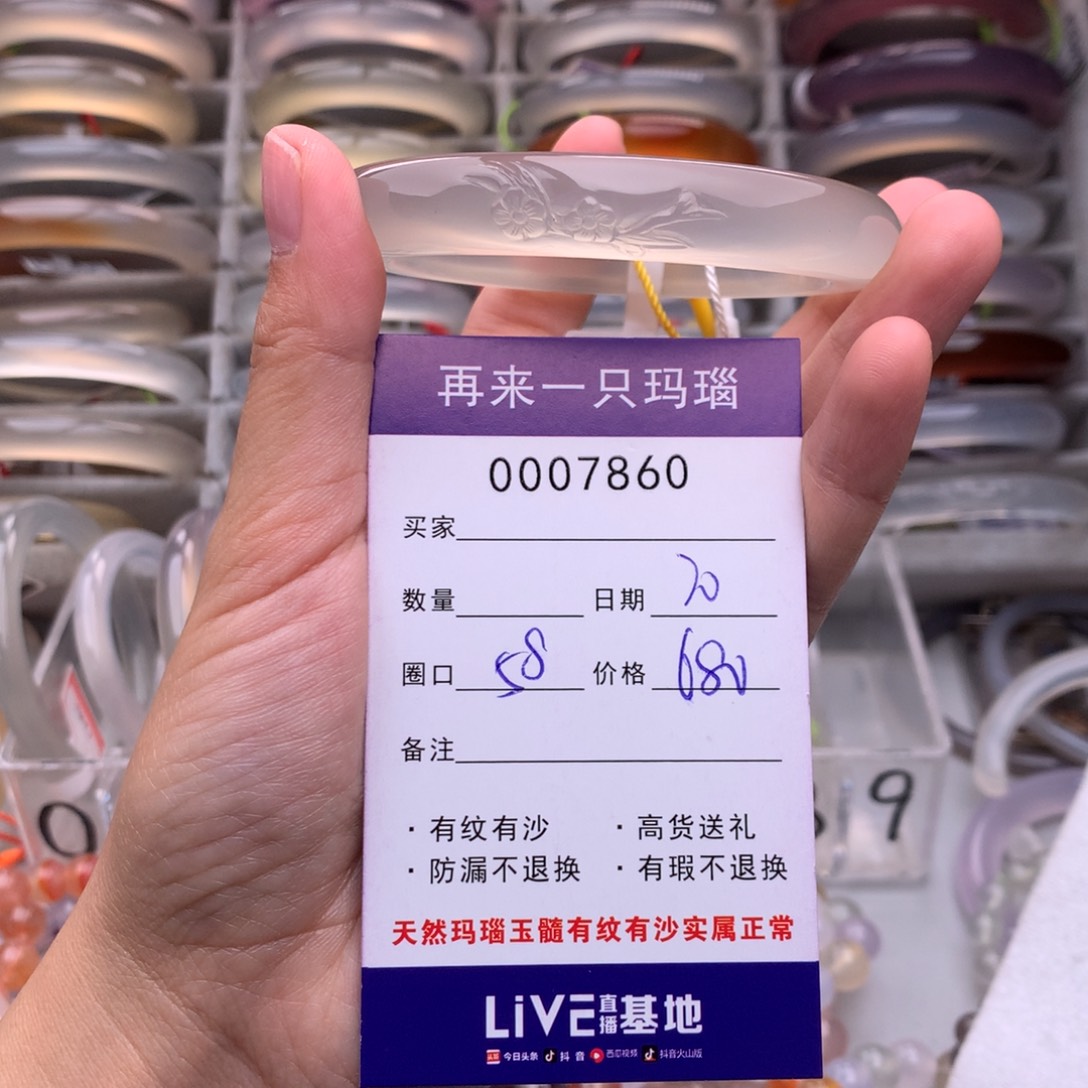 再来一只玛瑙
0007860
买家
数量 日期 20
圈口 58 价格 680
备注
· 有纹有沙 · 高货送礼
· 防漏不退换 · 有瑕不退换
天然玛瑙玉髓有纹有沙实属正常
LiVE直播基地
头条 今日头条 抖音 西瓜视频 抖音火山版
0 9